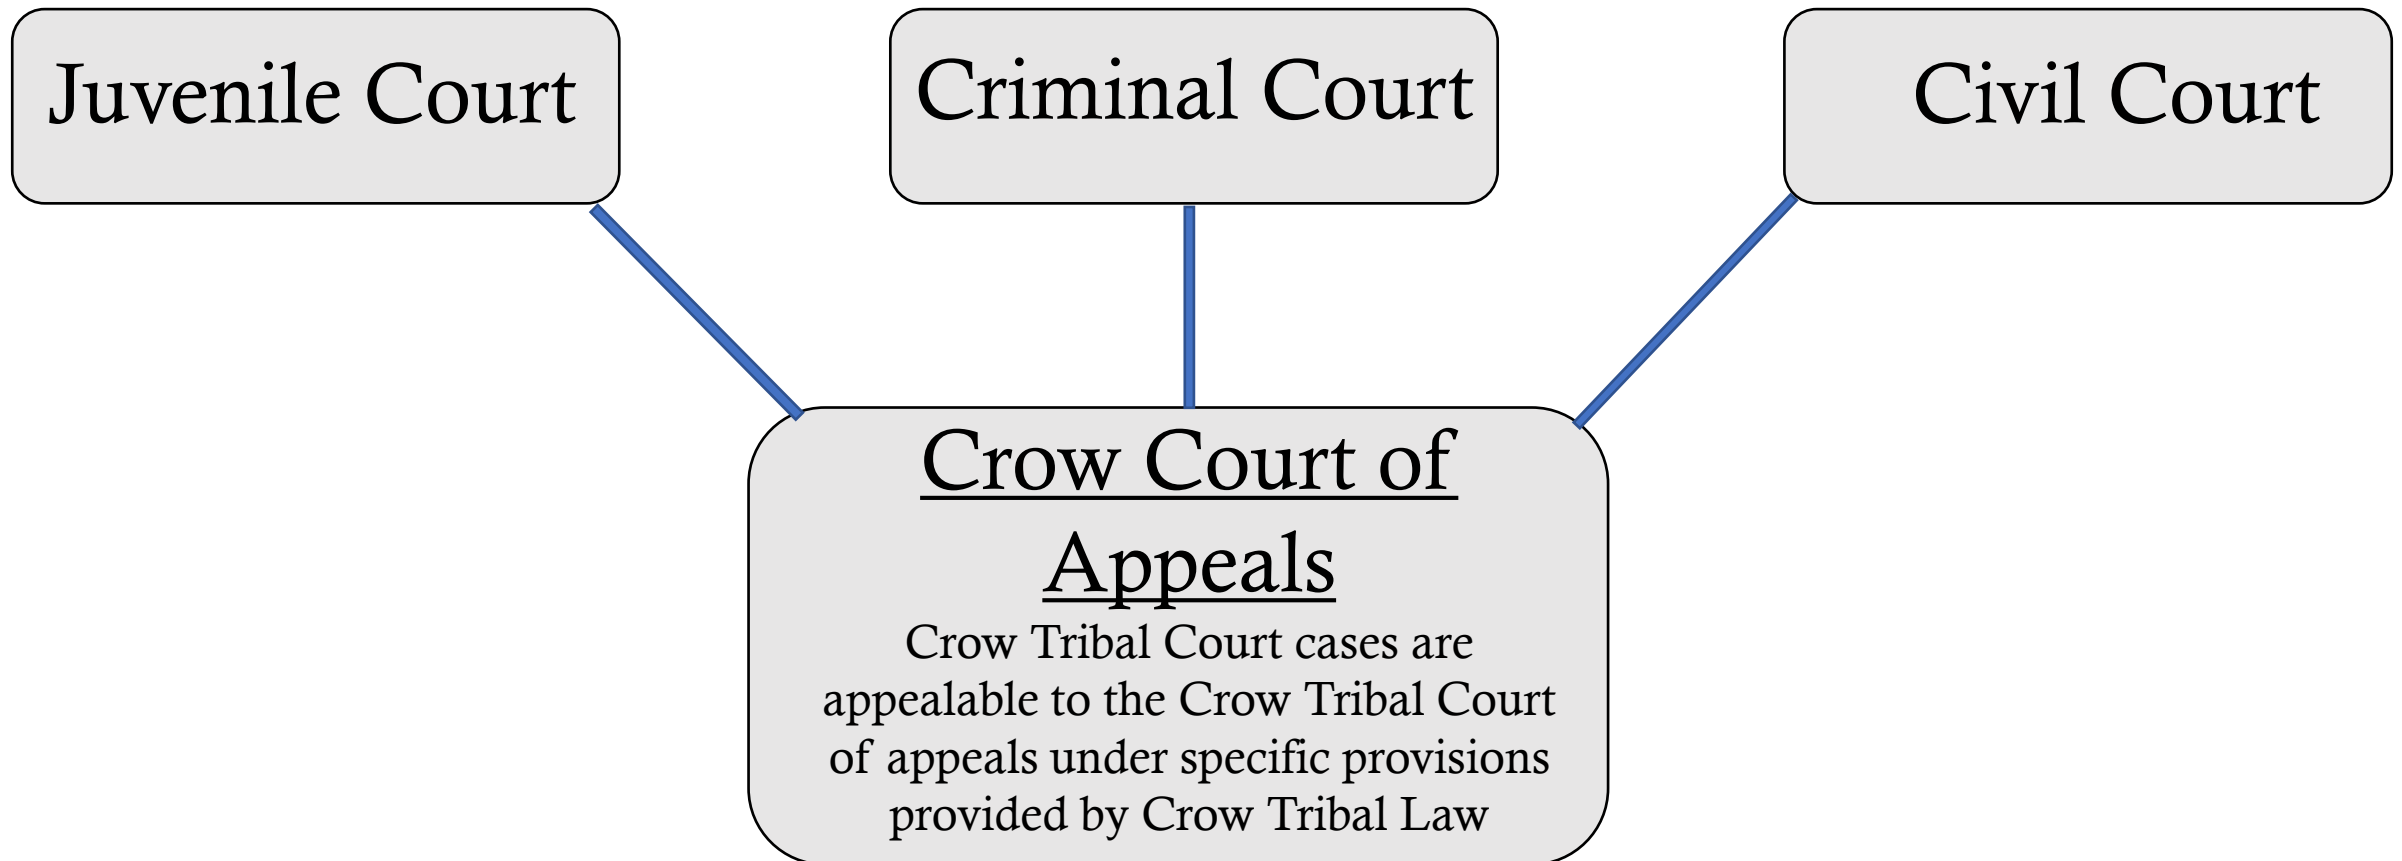 Juvenile Court
Criminal Court
Civil Court
Crow Court of
Appeals
Crow Tribal Court cases are
appealable to the Crow Tribal Court
of appeals under specific provisions
provided by Crow Tribal Law